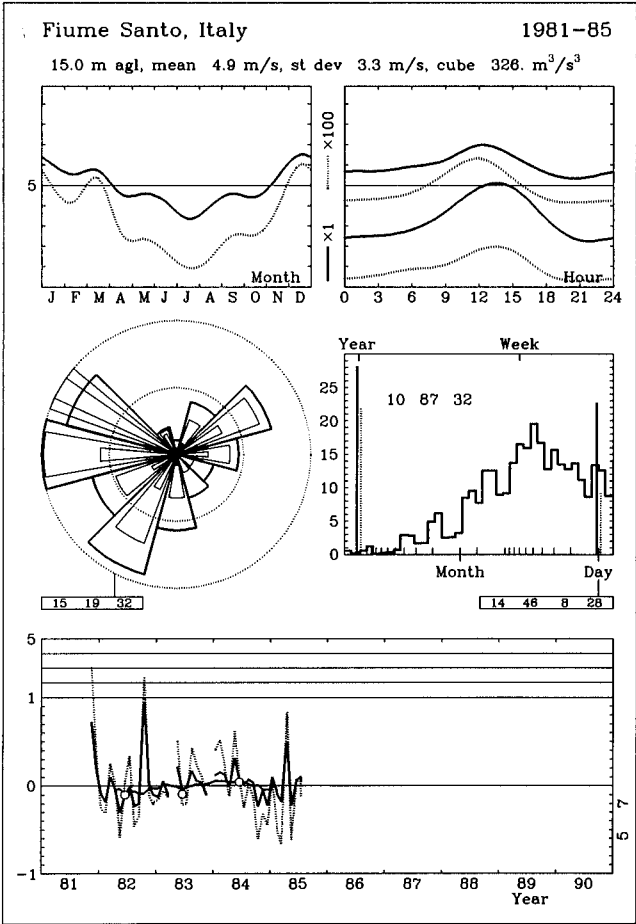 Fiume Santo, Italy 1981-85
15.0 m agl, mean 4.9 m/s, st dev 3.3 m/s, cube 326. m³/s³
×100
5
×1
Month
Hour
J F M A M J J A S O N D
0 3 6 9 12 15 18 21 24
Year Week
30
25
20
15
10
5
0
10 87 32
Month Day
15 19 32
14 46 8 28
5
1
0
-1
5 7
81 82 83 84 85 86 87 88 89 90
Year